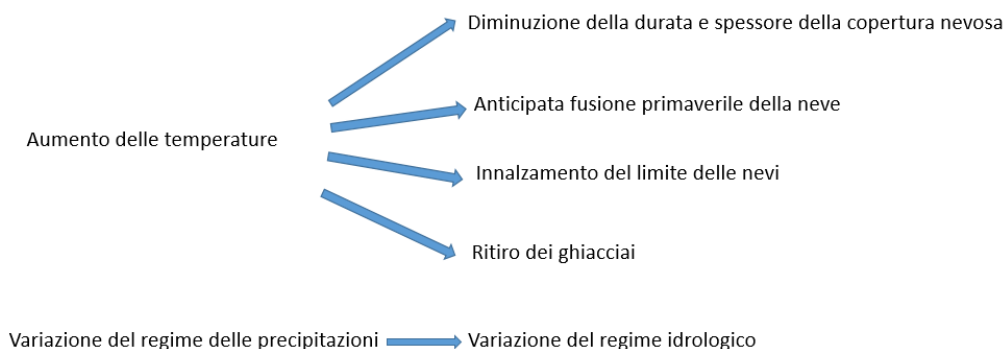 Diminuzione della durata e spessore della copertura nevosa
Anticipata fusione primaverile della neve
Aumento delle temperature
Innalzamento del limite delle nevi
Ritiro dei ghiacciai
Variazione del regime delle precipitazioni
Variazione del regime idrologico